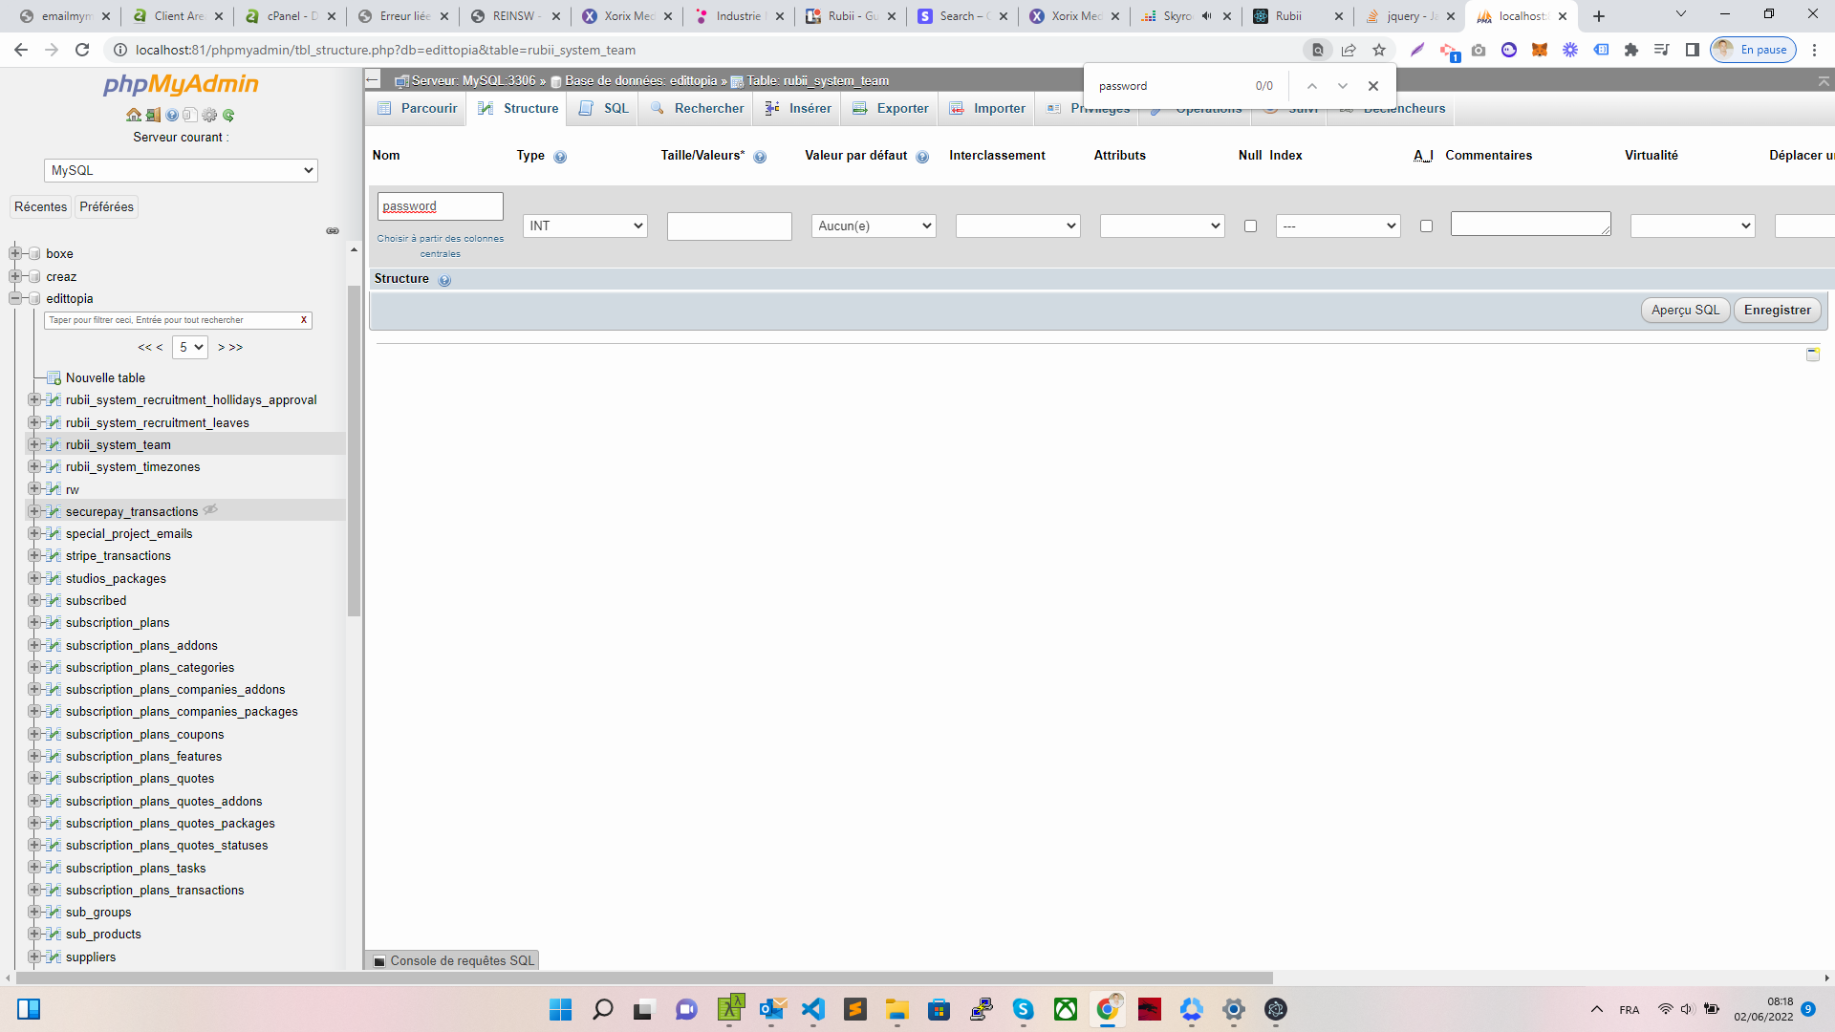 emailmym
Client Are
cPanel - D
Erreur liée
REINSW -
Xorix Med
Industrie
Rubii - Gu
Search – C
Xorix Med
Skyro
Rubii
jquery - Ja
localhost:
localhost:81/phpmyadmin/tbl_structure.php?db=edittopia&table=rubii_system_team
1
En pause
password
0/0
phpMyAdmin
Serveur courant :
MySQL
Récentes
Préférées
boxe
creaz
edittopia
Taper pour filtrer ceci, Entrée pour tout rechercher
X
<< <
5
> >>
Nouvelle table
rubii_system_recruitment_hollidays_approval
rubii_system_recruitment_leaves
rubii_system_team
rubii_system_timezones
rw
securepay_transactions
special_project_emails
stripe_transactions
studios_packages
subscribed
subscription_plans
subscription_plans_addons
subscription_plans_categories
subscription_plans_companies_addons
subscription_plans_companies_packages
subscription_plans_coupons
subscription_plans_features
subscription_plans_quotes
subscription_plans_quotes_addons
subscription_plans_quotes_packages
subscription_plans_quotes_statuses
subscription_plans_tasks
subscription_plans_transactions
sub_groups
sub_products
suppliers
Serveur: MySQL:3306 » Base de données: edittopia » Table: rubii_system_team
Parcourir
Structure
SQL
Rechercher
Insérer
Exporter
Importer
Privilèges
Opérations
Suivi
Déclencheurs
Nom
Type
Taille/Valeurs*
Valeur par défaut
Interclassement
Attributs
Null
Index
A_I
Commentaires
Virtualité
Déplacer un
password
Choisir à partir des colonnes
centrales
INT
Aucun(e)
---
Structure
Aperçu SQL
Enregistrer
Console de requêtes SQL
FRA
08:18
02/06/2022
9